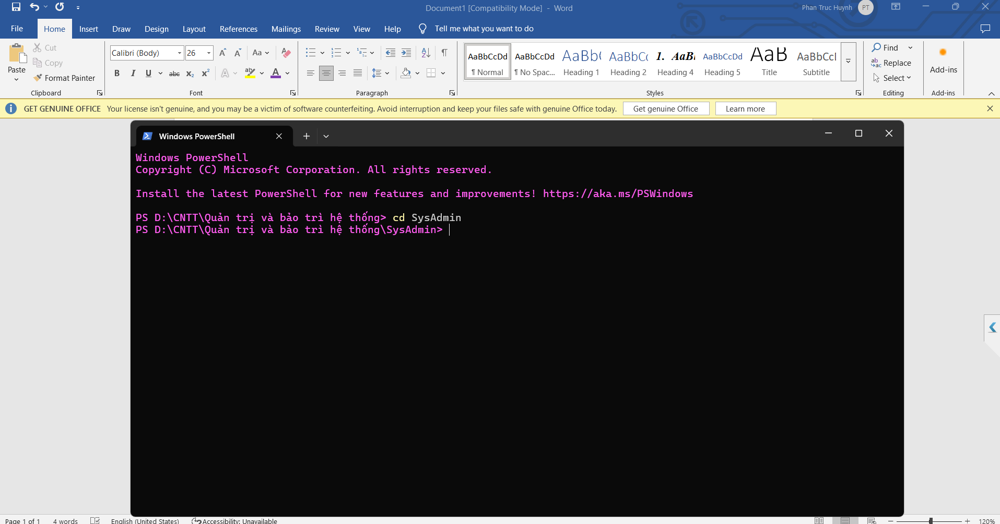 Document1 [Compatibility Mode] - Word
Phan Truc Huynh PT
File Home Insert Draw Design Layout References Mailings Review View Help Tell me what you want to do
Paste
Cut
Copy
Format Painter
Clipboard
Calibri (Body) 26
Font
Paragraph
AaBbCcDd AaBbCcDd AaBb( AaBbC( 1. AaBl AaBbCcDd AaB AaBbCcl
¶ Normal ¶ No Spac... Heading 1 Heading 2 Heading 4 Heading 5 Title Subtitle
Styles
Find
Replace
Select
Editing
Add-ins
Add-ins
GET GENUINE OFFICE Your license isn't genuine, and you may be a victim of software counterfeiting. Avoid interruption and keep your files safe with genuine Office today. Get genuine Office Learn more
Windows PowerShell
Windows PowerShell
Copyright (C) Microsoft Corporation. All rights reserved.
Install the latest PowerShell for new features and improvements! https://aka.ms/PSWindows
PS D:\CNTT\Quản trị và bảo trì hệ thống> cd SysAdmin
PS D:\CNTT\Quản trị và bảo trì hệ thống\SysAdmin>
Page 1 of 1 4 words English (United States) Accessibility: Unavailable 120%